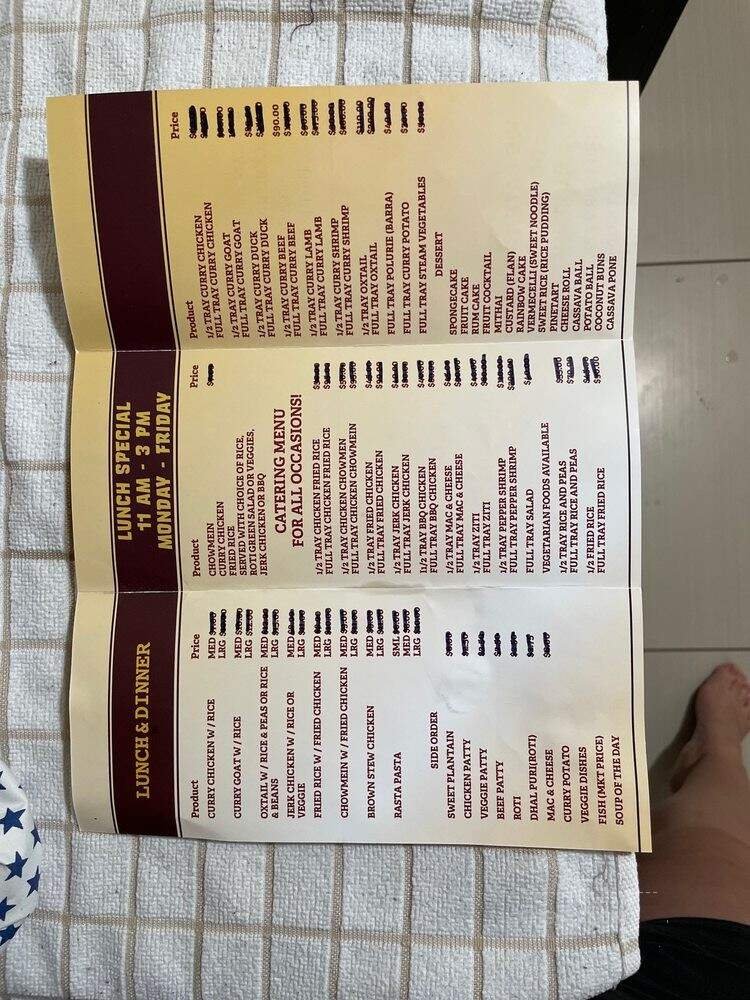 LUNCH & DINNER
Product Price
CURRY CHICKEN W / RICE MED
LRG
CURRY GOAT W / RICE MED
LRG
OXTAIL W / RICE & PEAS OR RICE MED
& BEANS LRG
JERK CHICKEN W / RICE OR MED
VEGGIE LRG
FRIED RICE W / FRIED CHICKEN MED
LRG
CHOWMEIN W / FRIED CHICKEN MED
LRG
BROWN STEW CHICKEN MED
LRG
RASTA PASTA SML
MED
LRG
SIDE ORDER
SWEET PLANTAIN
CHICKEN PATTY
VEGGIE PATTY
BEEF PATTY
ROTI
DHAL PURI(ROTI)
MAC & CHEESE
CURRY POTATO
VEGGIE DISHES
FISH (MKT PRICE)
SOUP OF THE DAY
LUNCH SPECIAL
11 AM - 3 PM
MONDAY - FRIDAY
Product Price
CHOWMEIN
CURRY CHICKEN
FRIED RICE
SERVED WITH CHOICE OF RICE,
ROTI GREEN SALAD OR VEGGIES,
JERK CHICKEN OR BBQ
CATERING MENU
FOR ALL OCCASIONS!
1/2 TRAY CHICKEN FRIED RICE
FULL TRAY CHICKEN FRIED RICE
1/2 TRAY CHICKEN CHOWMEN
FULL TRAY CHICKEN CHOWMEIN
1/2 TRAY FRIED CHICKEN
FULL TRAY FRIED CHICKEN
1/2 TRAY JERK CHICKEN
FULL TRAY JERK CHICKEN
1/2 TRAY BBQ CHICKEN
FULL TRAY BBQ CHICKEN
1/2 TRAY MAC & CHEESE
FULL TRAY MAC & CHEESE
1/2 TRAY ZITI
FULL TRAY ZITI
1/2 TRAY PEPPER SHRIMP
FULL TRAY PEPPER SHRIMP
FULL TRAY SALAD
VEGETARIAN FOODS AVAILABLE
1/2 TRAY RICE AND PEAS
FULL TRAY RICE AND PEAS
1/2 FRIED RICE
FULL TRAY FRIED RICE
Product Price
1/2 TRAY CURRY CHICKEN
FULL TRAY CURRY CHICKEN
1/2 TRAY CURRY GOAT
FULL TRAY CURRY GOAT
1/2 TRAY CURRY DUCK
FULL TRAY CURRY DUCK
1/2 TRAY CURRY BEEF $90.00
FULL TRAY CURRY BEEF
1/2 TRAY CURRY LAMB
FULL TRAY CURRY LAMB
1/2 TRAY CURRY SHRIMP
FULL TRAY CURRY SHRIMP
1/2 TRAY OXTAIL
FULL TRAY OXTAIL
FULL TRAY POLURIE (BARRA)
FULL TRAY CURRY POTATO
FULL TRAY STEAM VEGETABLES
DESSERT
SPONGECAKE
FRUIT CAKE
RUM CAKE
FRUIT COCKTAIL
MITHAI
CUSTARD (FLAN)
RAINBOW CAKE
VERMECELLI (SWEET NOODLE)
SWEET RICE (RICE PUDDING)
PINETART
CHEESE ROLL
CASSAVA BALL
POTATO BALL
COCONUT BUNS
CASSAVA PONE